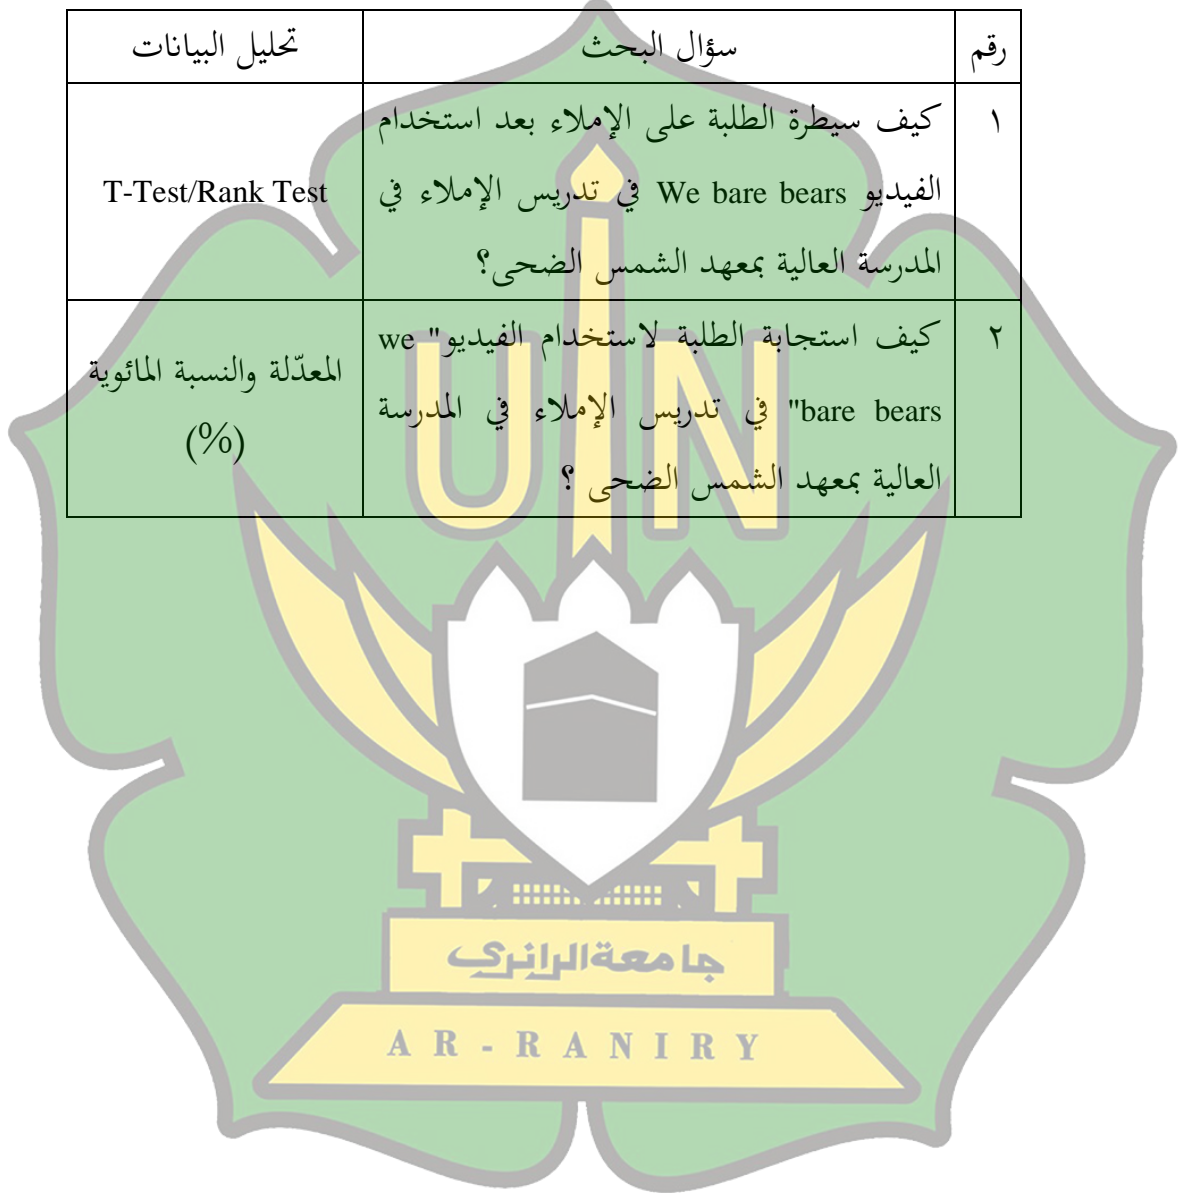 رقم سؤال البحث تحليل البيانات
١ كيف سيطرة الطلبة على الإملاء بعد استخدام
الفيديو We bare bears في تدريس الإملاء في
المدرسة العالية بمعهد الشمس الضحى؟
T-Test/Rank Test
٢ كيف استجابة الطلبة لاستخدام الفيديو" we
bare bears" في تدريس الإملاء في المدرسة
العالية بمعهد الشمس الضحى ؟
المعدّلة والنسبة المائوية
(%)
UIN
جامعة الرانري
AR-RANIRY